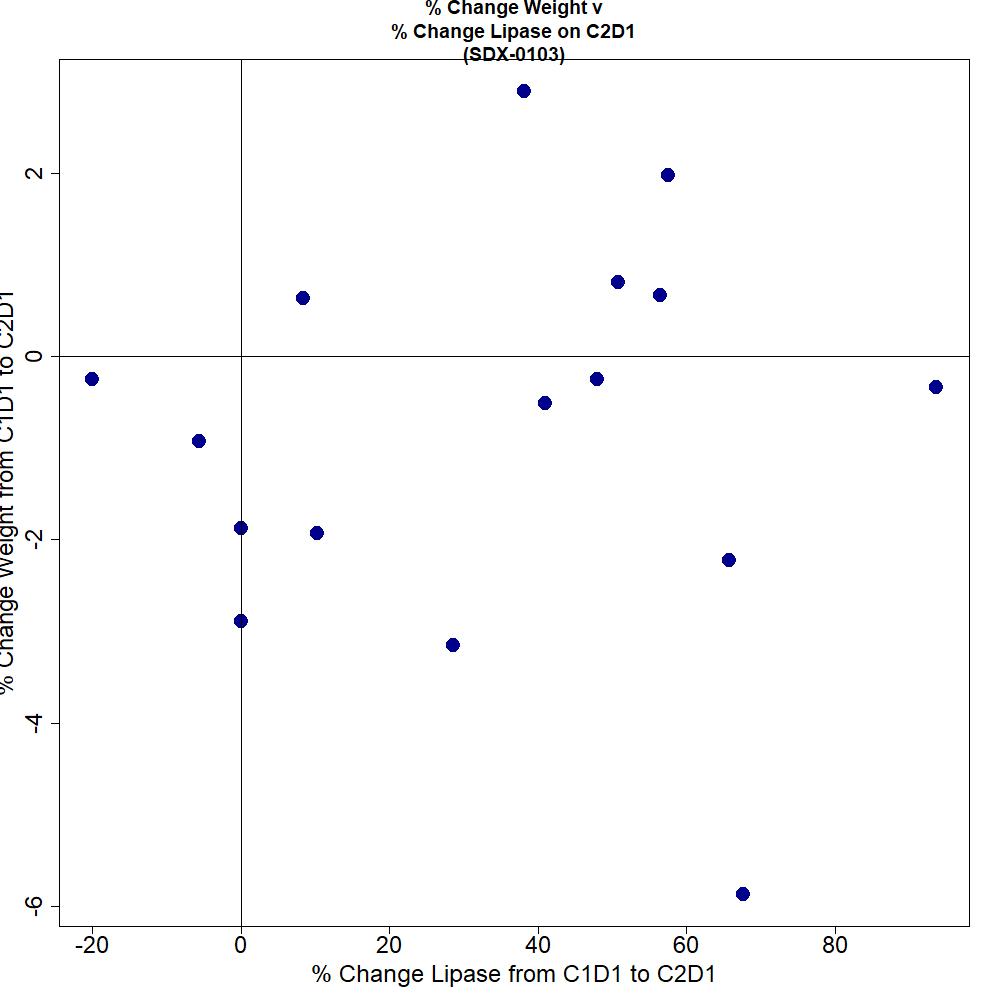 % Change Weight v
% Change Lipase on C2D1
(SDX-0103)
% Change Weight from C1D1 to C2D1
2
0
-2
-4
-6
-20
0
20
40
60
80
% Change Lipase from C1D1 to C2D1